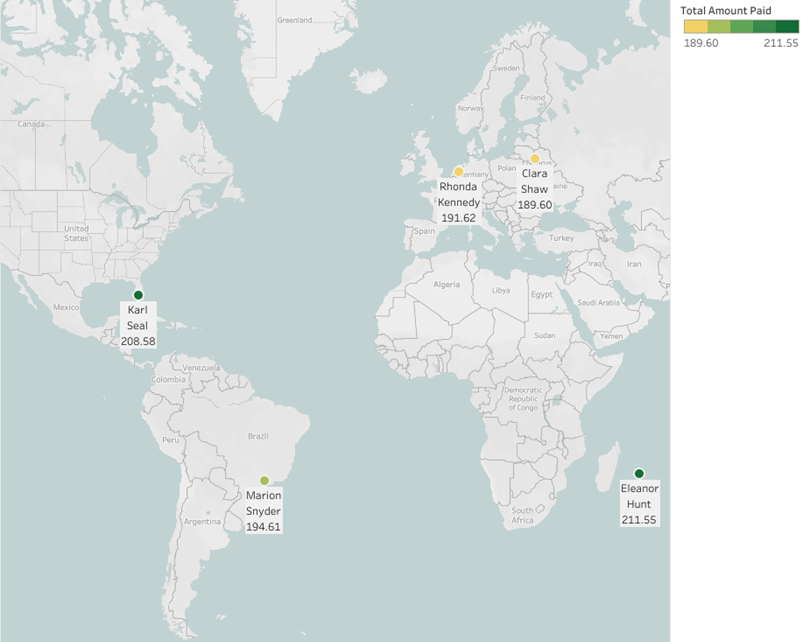 Total Amount Paid
189.60 211.55
Greenland
Sweden
Finland
Norway
Canada
Poland
Rhonda
Kennedy
191.62
Clara
Shaw
189.60
United
States
Spain
Turkey
Iraq
Iran
Algeria
Libya
Egypt
Saudi Arabia
Mexico
Karl
Seal
208.58
Sudan
Yemen
Venezuela
Colombia
Democratic
Republic
of Congo
Peru
Brazil
Marion
Snyder
194.61
Eleanor
Hunt
211.55
Argentina
South
Africa